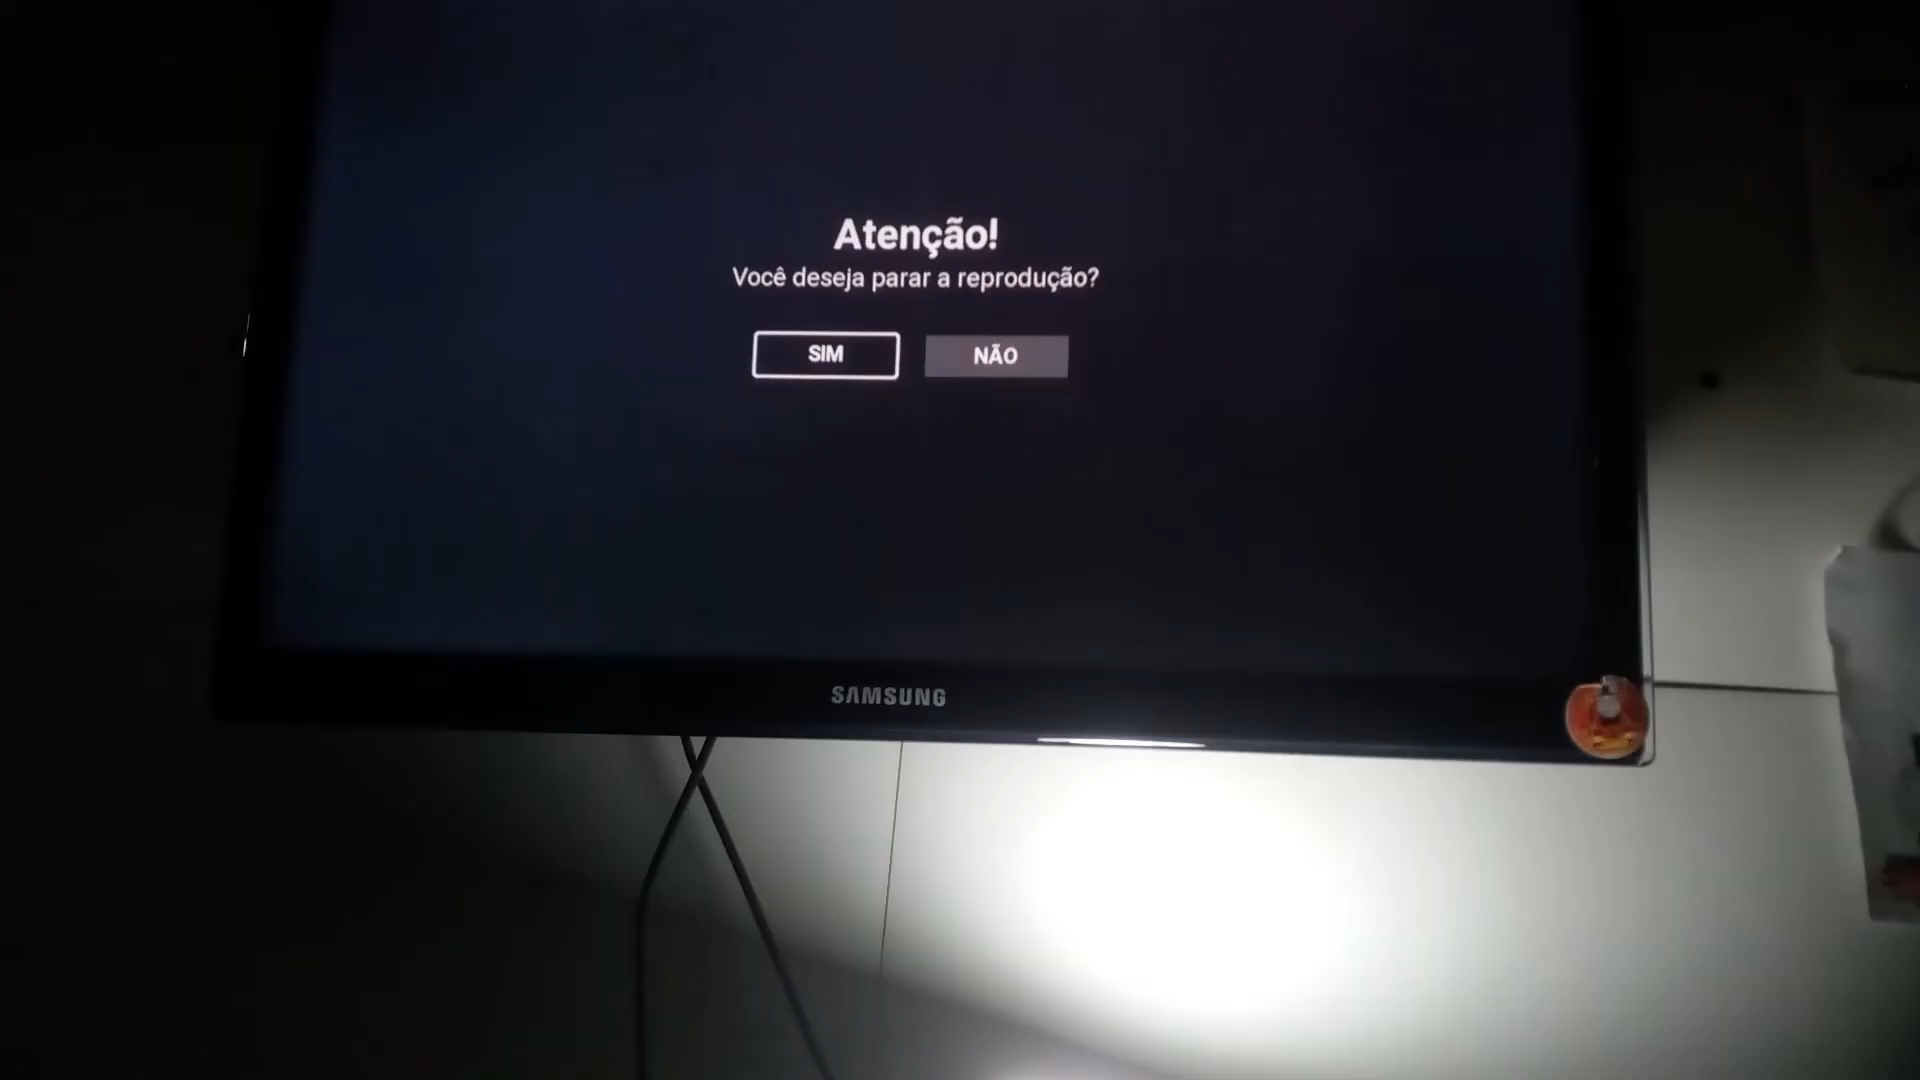 Atenção!
Você deseja parar a reprodução?
SIM
NÃO
SAMSUNG